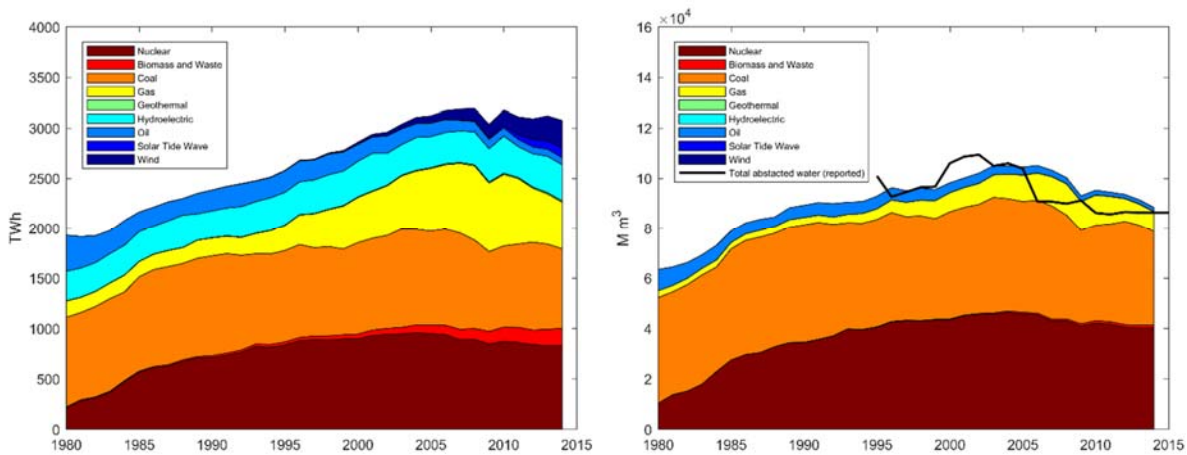 4000
3500
3000
2500
2000
1500
1000
500
0
TWh
Nuclear
Biomass and Waste
Coal
Gas
Geothermal
Hydroelectric
Oil
Solar Tide Wave
Wind
1980 1985 1990 1995 2000 2005 2010 2015
×10⁴
16
14
12
10
8
6
4
2
0
M m³
Nuclear
Biomass and Waste
Coal
Gas
Geothermal
Hydroelectric
Oil
Solar Tide Wave
Wind
Total abstacted water (reported)
1980 1985 1990 1995 2000 2005 2010 2015